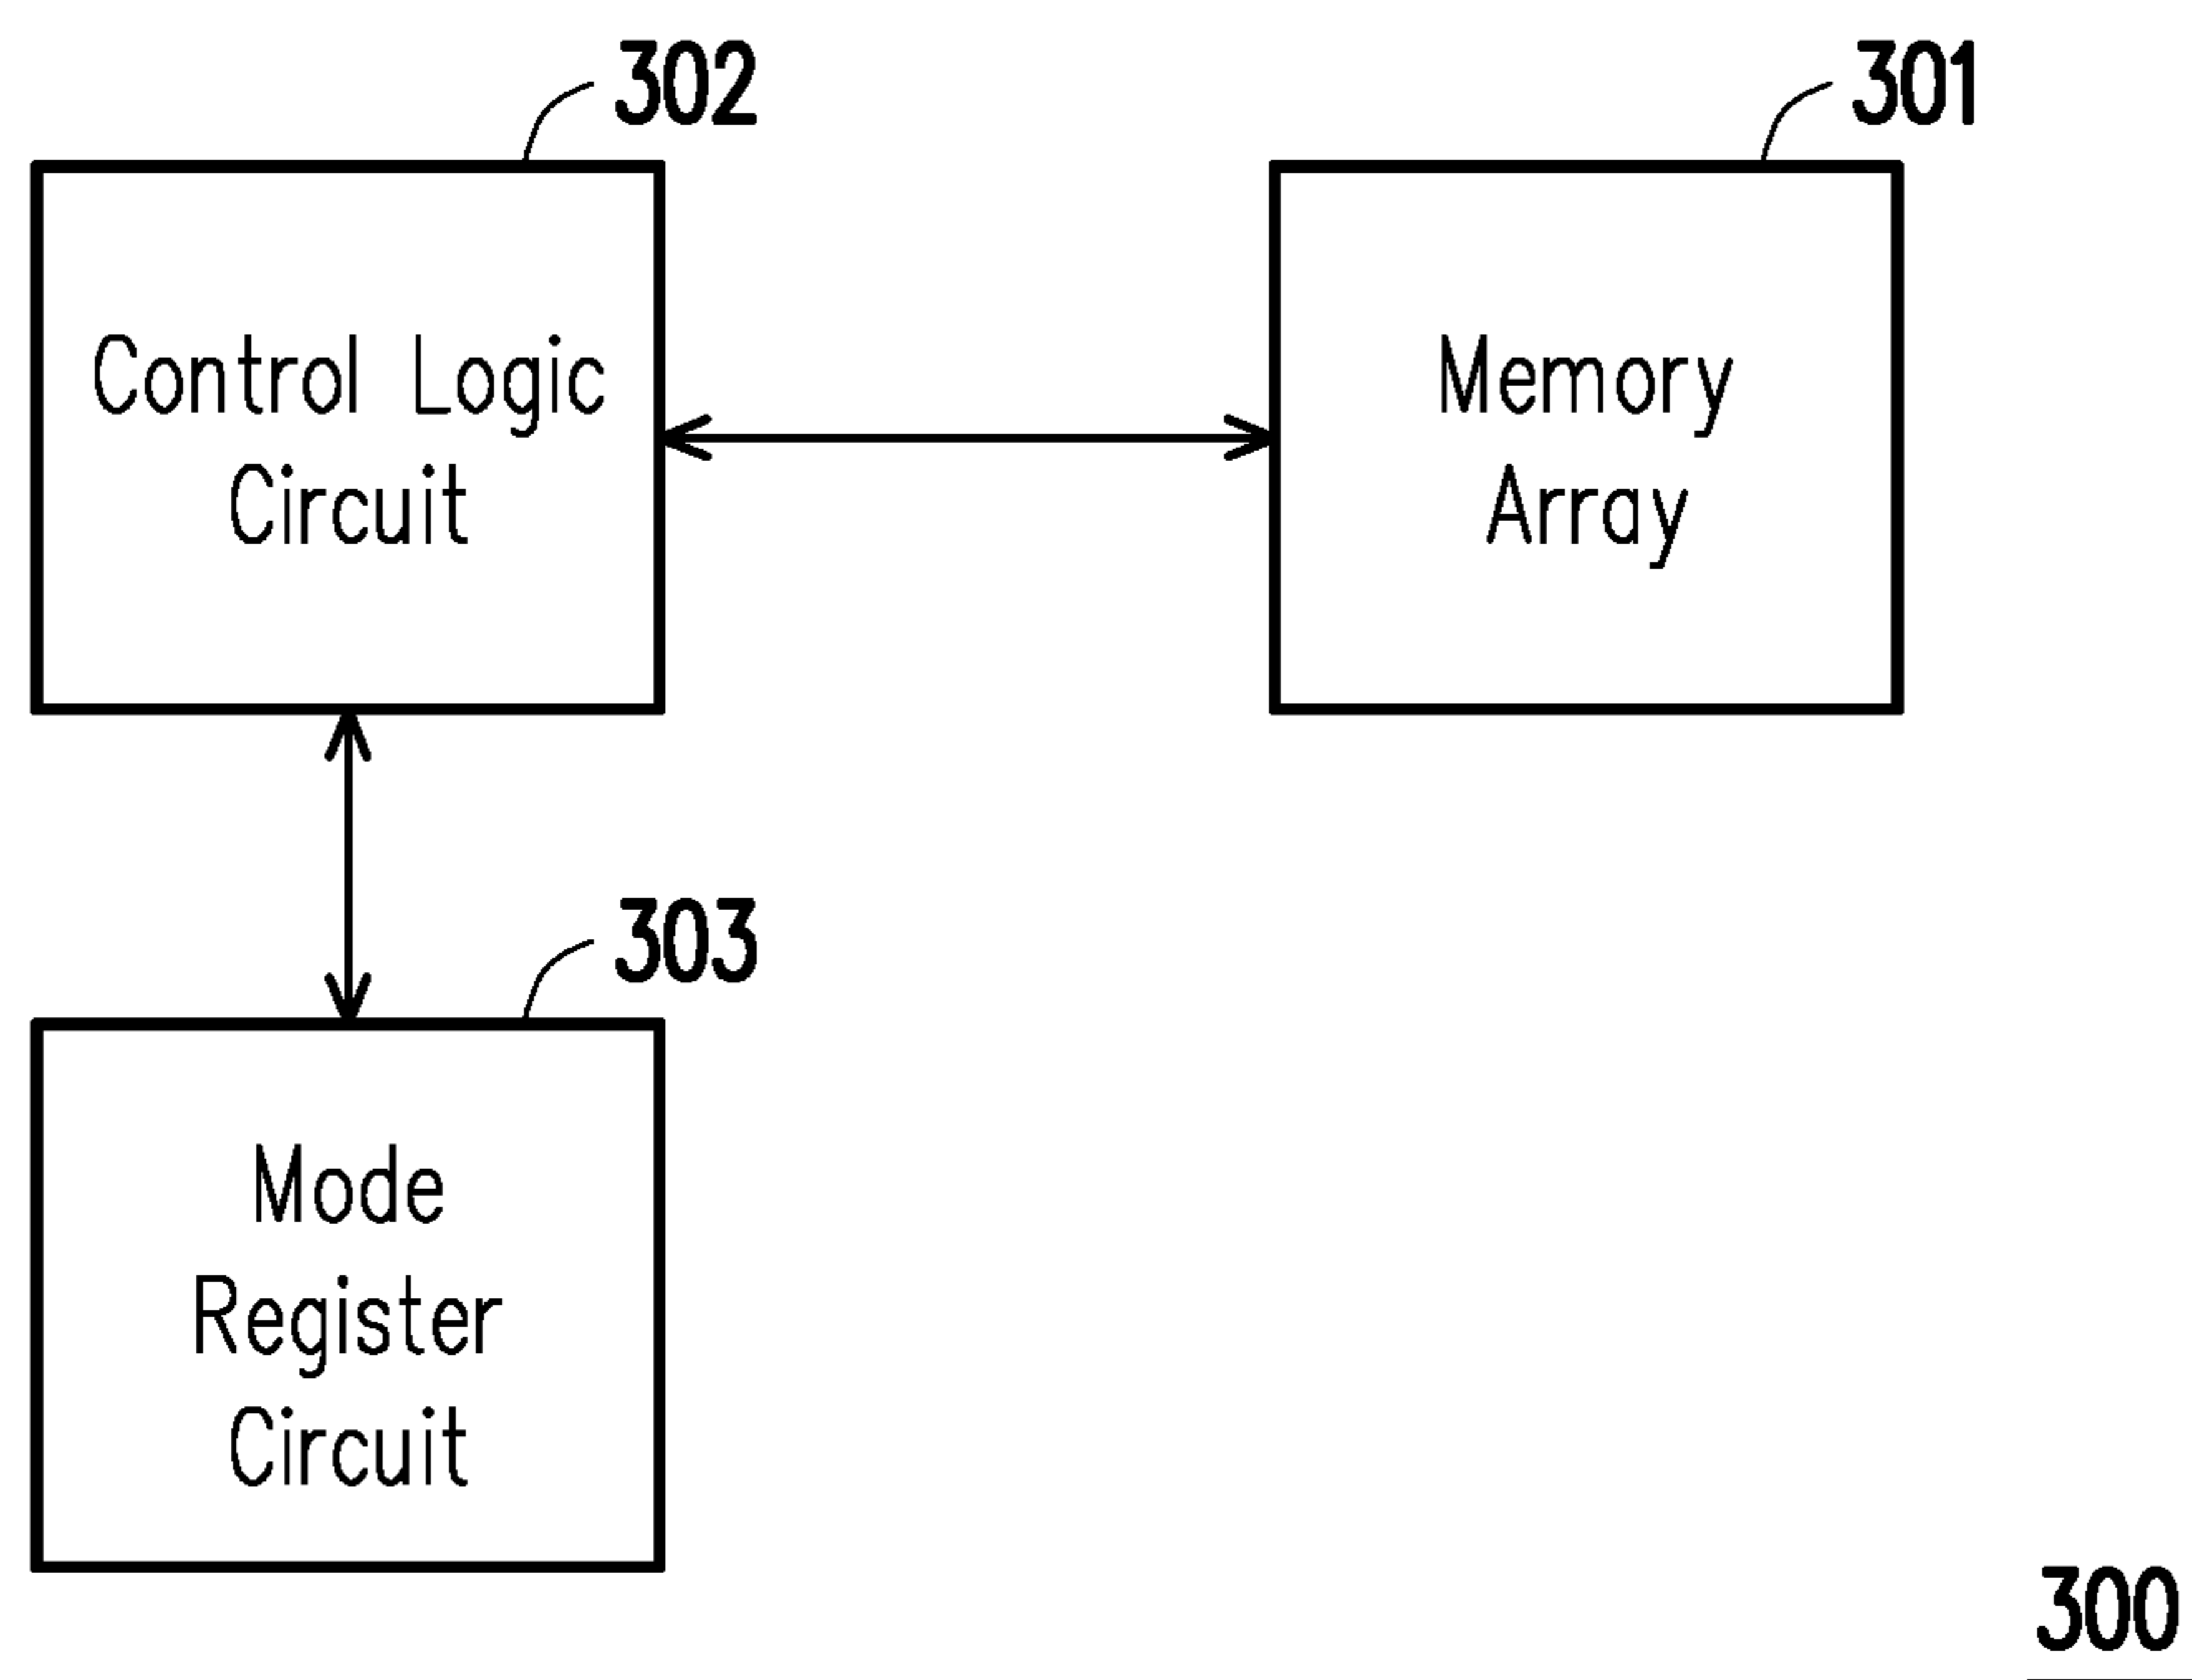 302
301
Control Logic
Circuit
Memory
Array
303
Mode
Register
Circuit
300